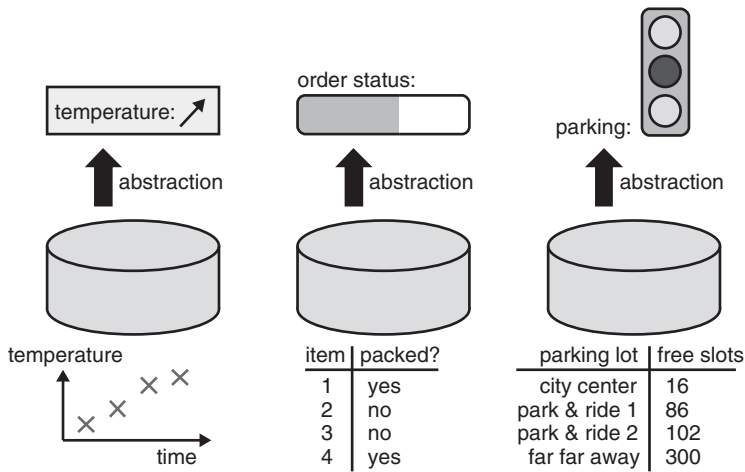 temperature:
abstraction
temperature
time
order status:
abstraction
item packed?
1 yes
2 no
3 no
4 yes
parking:
abstraction
parking lot free slots
city center 16
park & ride 1 86
park & ride 2 102
far far away 300